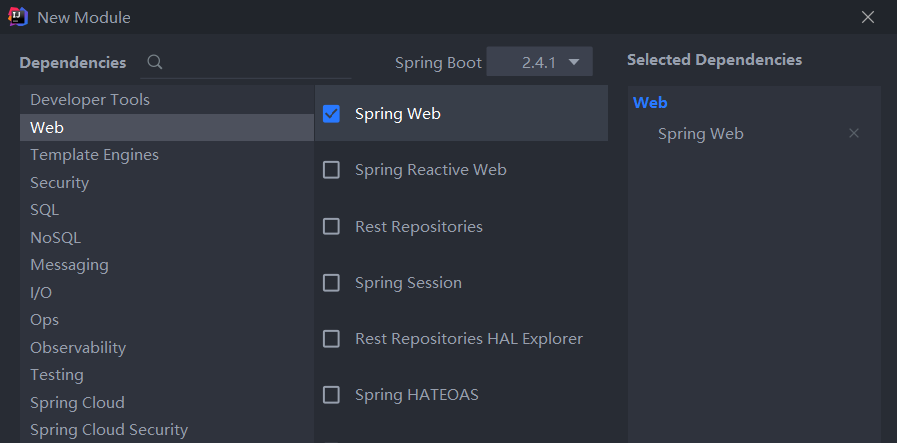 New Module
Dependencies
Spring Boot 2.4.1
Selected Dependencies
Developer Tools
Web
Template Engines
Security
SQL
NoSQL
Messaging
I/O
Ops
Observability
Testing
Spring Cloud
Spring Cloud Security
Spring Web
Spring Reactive Web
Rest Repositories
Spring Session
Rest Repositories HAL Explorer
Spring HATEOAS
Web
Spring Web